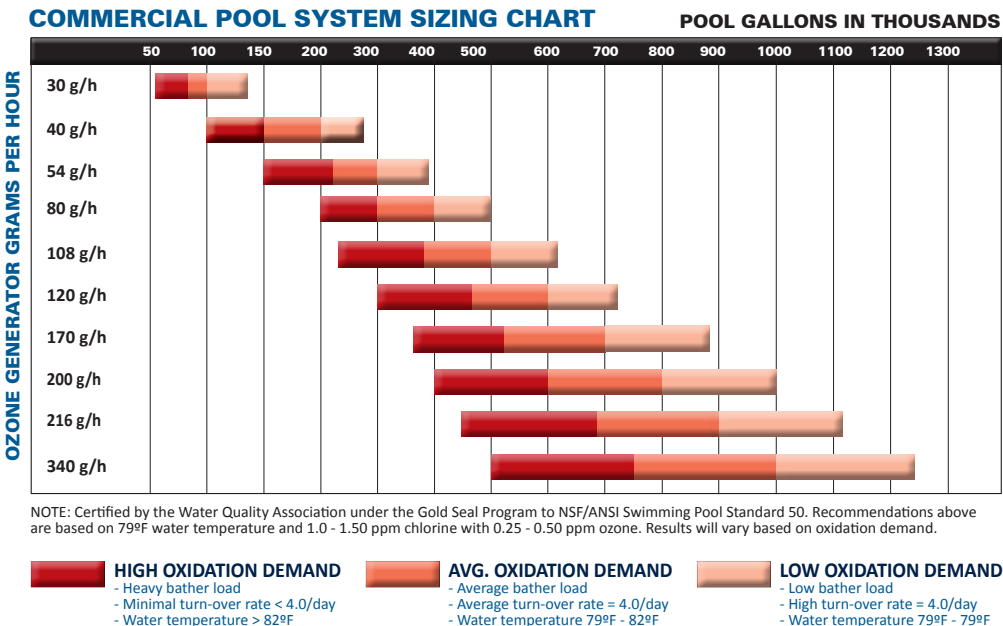 COMMERCIAL POOL SYSTEM SIZING CHART
POOL GALLONS IN THOUSANDS
50 100 150 200 300 400 500 600 700 800 900 1000 1100 1200 1300
OZONE GENERATOR GRAMS PER HOUR
30 g/h
40 g/h
54 g/h
80 g/h
108 g/h
120 g/h
170 g/h
200 g/h
216 g/h
340 g/h
NOTE: Certified by the Water Quality Association under the Gold Seal Program to NSF/ANSI Swimming Pool Standard 50. Recommendations above
are based on 79ºF water temperature and 1.0 - 1.50 ppm chlorine with 0.25 - 0.50 ppm ozone. Results will vary based on oxidation demand.
HIGH OXIDATION DEMAND
- Heavy bather load
- Minimal turn-over rate < 4.0/day
- Water temperature > 82ºF
AVG. OXIDATION DEMAND
- Average bather load
- Average turn-over rate = 4.0/day
- Water temperature 79ºF - 82ºF
LOW OXIDATION DEMAND
- Low bather load
- High turn-over rate = 4.0/day
- Water temperature 79ºF - 79ºF